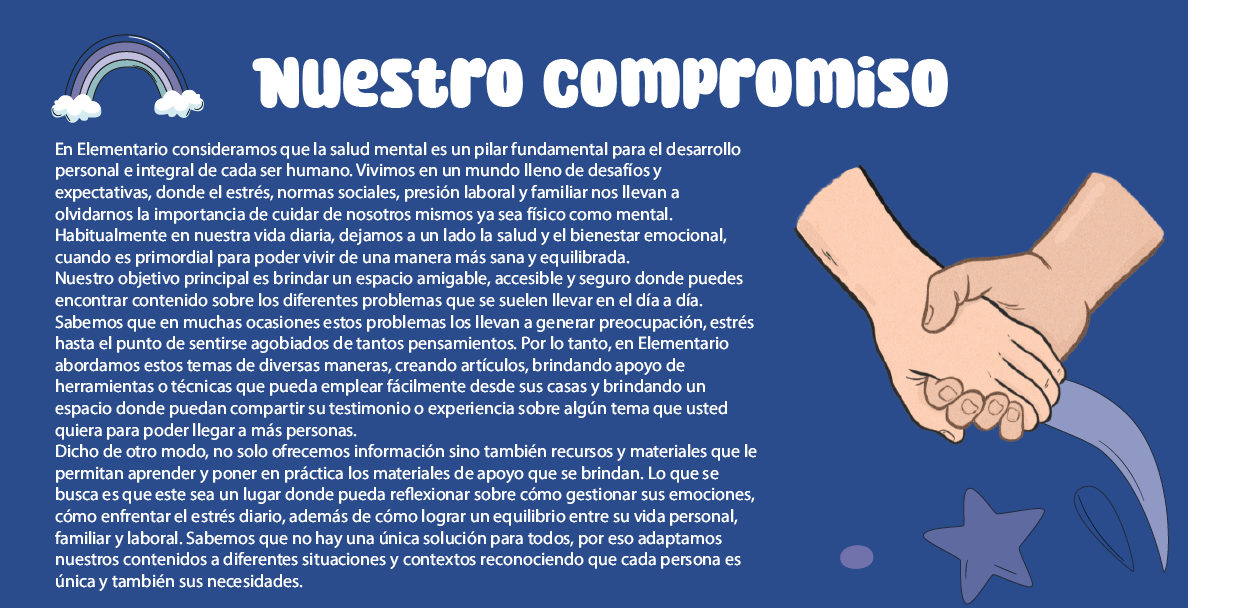 Nuestro compromiso
En Elementario consideramos que la salud mental es un pilar fundamental para el desarrollo
personal e integral de cada ser humano. Vivimos en un mundo lleno de desafíos y
expectativas, donde el estrés, normas sociales, presión laboral y familiar nos llevan a
olvidarnos la importancia de cuidar de nosotros mismos ya sea físico como mental.
Habitualmente en nuestra vida diaria, dejamos a un lado la salud y el bienestar emocional,
cuando es primordial para poder vivir de una manera más sana y equilibrada.
Nuestro objetivo principal es brindar un espacio amigable, accesible y seguro donde puedes
encontrar contenido sobre los diferentes problemas que se suelen llevar en el día a día.
Sabemos que en muchas ocasiones estos problemas los llevan a generar preocupación, estrés
hasta el punto de sentirse agobiados de tantos pensamientos. Por lo tanto, en Elementario
abordamos estos temas de diversas maneras, creando artículos, brindando apoyo de
herramientas o técnicas que pueda emplear fácilmente desde sus casas y brindando un
espacio donde puedan compartir su testimonio o experiencia sobre algún tema que usted
quiera para poder llegar a más personas.
Dicho de otro modo, no solo ofrecemos información sino también recursos y materiales que le
permitan aprender y poner en práctica los materiales de apoyo que se brindan. Lo que se
busca es que este sea un lugar donde pueda reflexionar sobre cómo gestionar sus emociones,
cómo enfrentar el estrés diario, además de cómo lograr un equilibrio entre su vida personal,
familiar y laboral. Sabemos que no hay una única solución para todos, por eso adaptamos
nuestros contenidos a diferentes situaciones y contextos reconociendo que cada persona es
única y también sus necesidades.